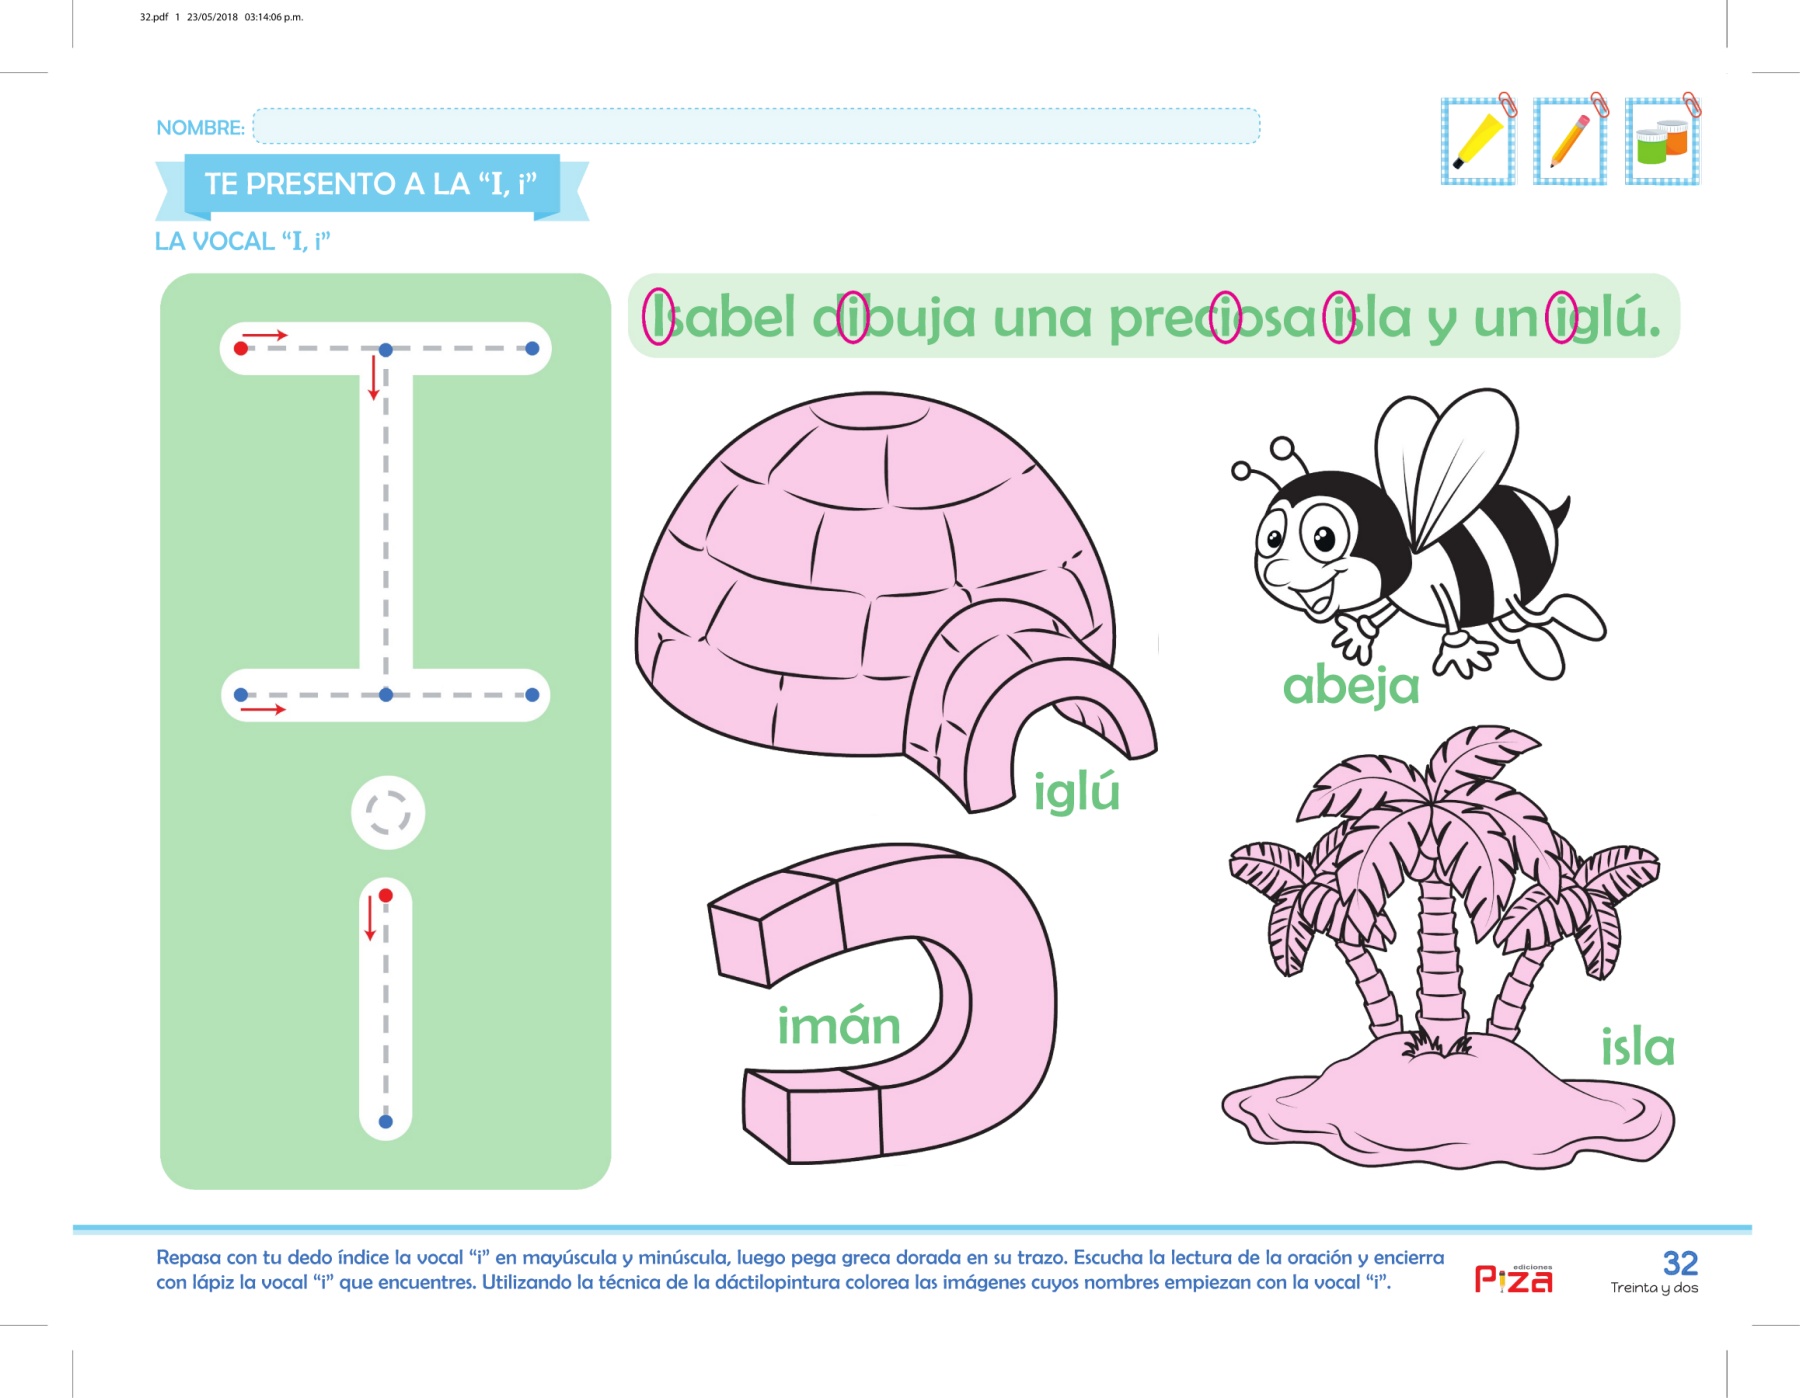 32.pdf 1 23/05/2018 03:14:06 p.m.
NOMBRE:
TE PRESENTO A LA “I, i”
LA VOCAL “I, i”
Isabel dibuja una preciosa isla y un iglú.
abeja
iglú
imán
isla
Repasa con tu dedo índice la vocal “i” en mayúscula y minúscula, luego pega greca dorada en su trazo. Escucha la lectura de la oración y encierra
con lápiz la vocal “i” que encuentres. Utilizando la técnica de la dáctilopintura colorea las imágenes cuyos nombres empiezan con la vocal “i”.
ediciones
Piza
32
Treinta y dos